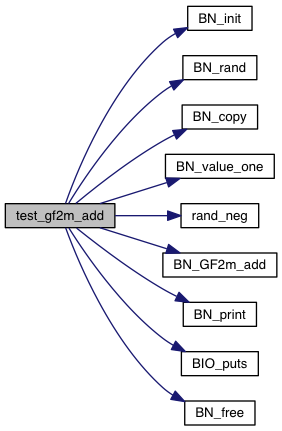 BN_init
BN_rand
BN_copy
BN_value_one
test_gf2m_add
rand_neg
BN_GF2m_add
BN_print
BIO_puts
BN_free